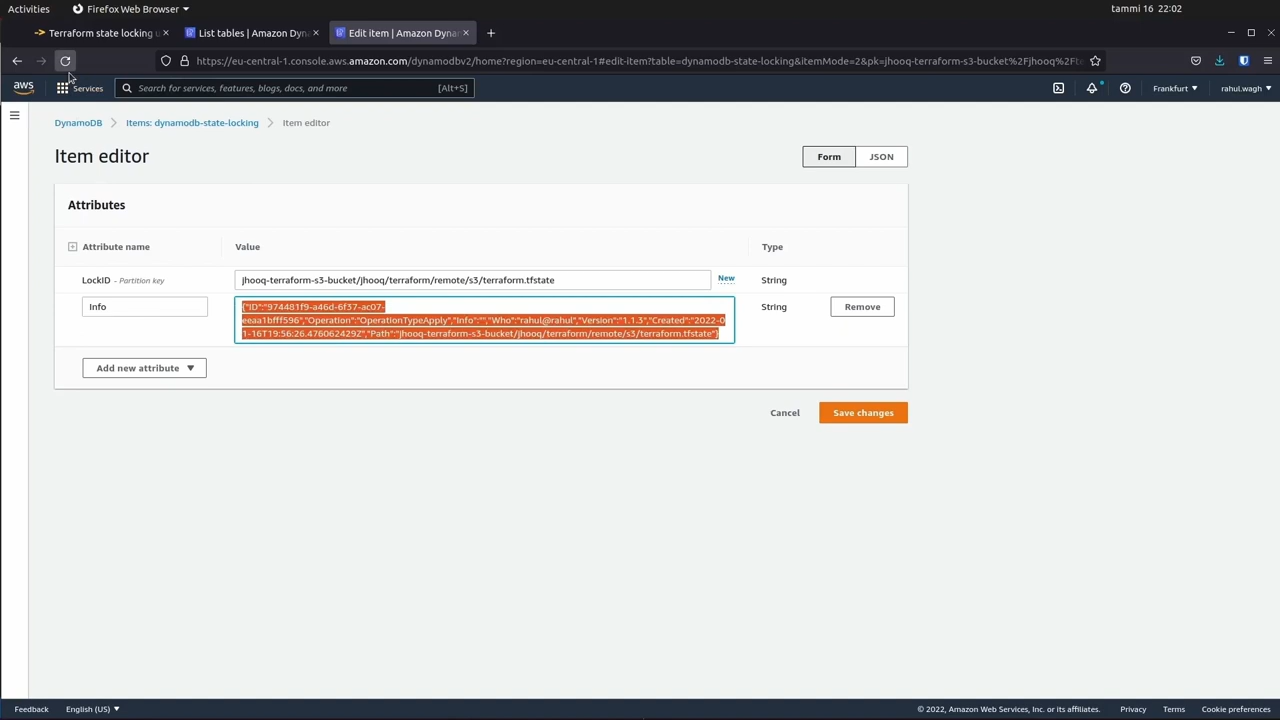 Activities
Firefox Web Browser
tammi 16 22:02
Terraform state locking u
List tables | Amazon Dyna
Edit item | Amazon Dyna
https://eu-central-1.console.aws.amazon.com/dynamodbv2/home?region=eu-central-1#edit-item?table=dynamodb-state-locking&itemMode=2&pk=jhooq-terraform-s3-bucket%2Fjhooq%2Fte
aws
Services
Search for services, features, blogs, docs, and more
[Alt+S]
Frankfurt
rahul.wagh
DynamoDB
Items: dynamodb-state-locking
Item editor
Item editor
Form
JSON
Attributes
Attribute name
Value
Type
LockID - Partition key
jhooq-terraform-s3-bucket/jhooq/terraform/remote/s3/terraform.tfstate
New
String
Info
{"ID":"974481f9-a46d-6f37-ac07-
eeaa1bfff596","Operation":"OperationTypeApply","Info":"","Who":"rahul@rahul","Version":"1.1.3","Created":"2022-0
1-16T19:56:26.476062429Z","Path":"jhooq-terraform-s3-bucket/jhooq/terraform/remote/s3/terraform.tfstate"}
String
Remove
Add new attribute
Cancel
Save changes
Feedback
English (US)
© 2022, Amazon Web Services, Inc. or its affiliates.
Privacy
Terms
Cookie preferences